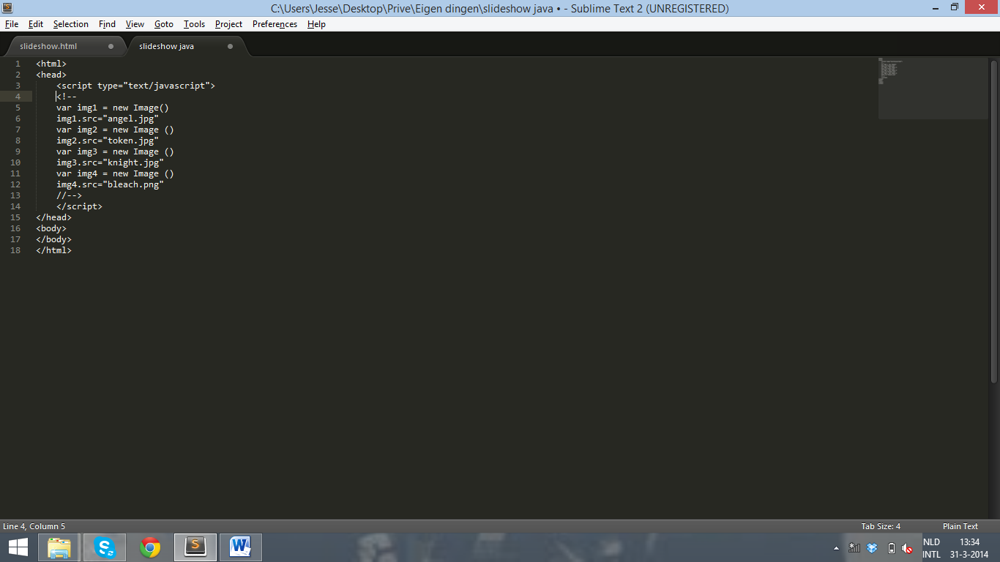 C:\Users\Jesse\Desktop\Prive\Eigen dingen\slideshow java • - Sublime Text 2 (UNREGISTERED)
File Edit Selection Find View Goto Tools Project Preferences Help
slideshow.html slideshow java
1 <html>
2 <head>
3 <script type="text/javascript">
4 <!--
5 var img1 = new Image()
6 img1.src="angel.jpg"
7 var img2 = new Image ()
8 img2.src="token.jpg"
9 var img3 = new Image ()
10 img3.src="knight.jpg"
11 var img4 = new Image ()
12 img4.src="bleach.png"
13 //-->
14 </script>
15 </head>
16 <body>
17 </body>
18 </html>
Line 4, Column 5 Tab Size: 4 Plain Text
NLD 13:34
INTL 31-3-2014